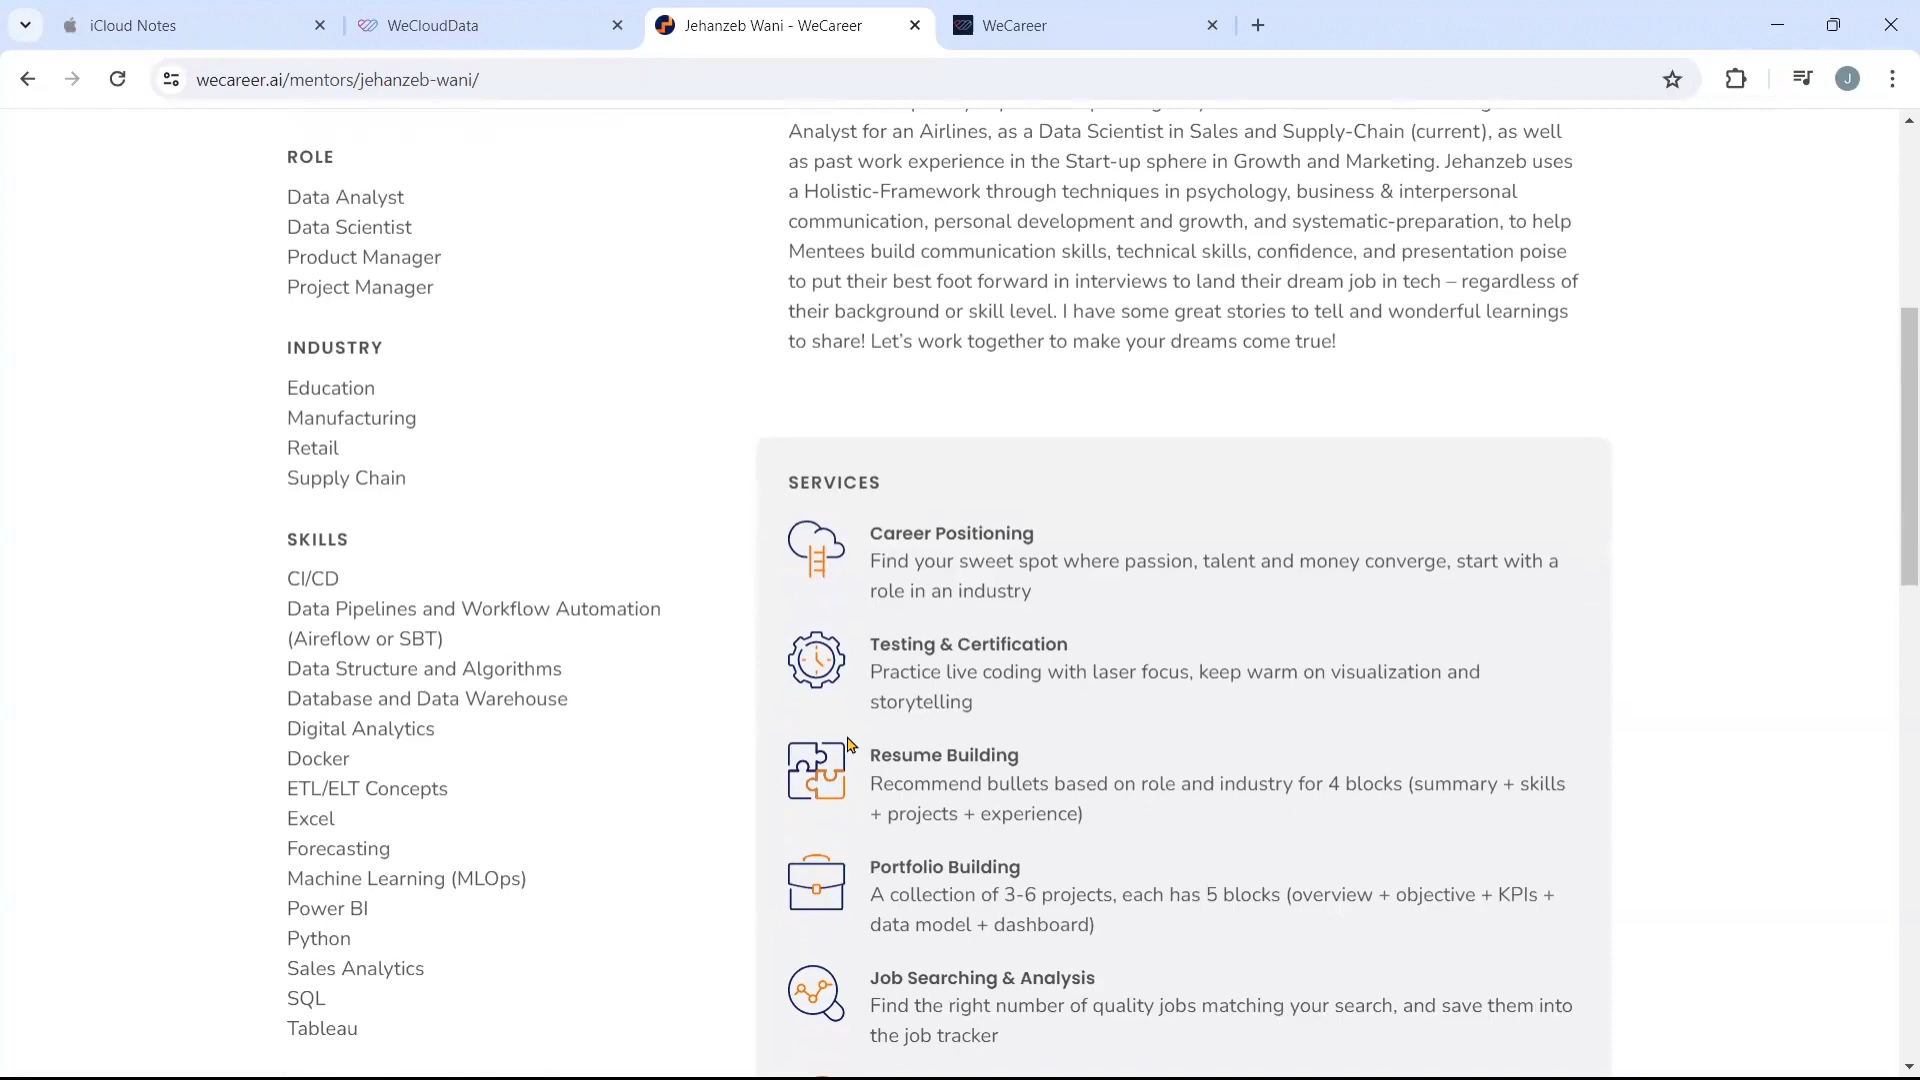 iCloud Notes
WeCloudData
Jehanzeb Wani - WeCareer
WeCareer
wecareer.ai/mentors/jehanzeb-wani/
J
ROLE
Data Analyst
Data Scientist
Product Manager
Project Manager
INDUSTRY
Education
Manufacturing
Retail
Supply Chain
SKILLS
CI/CD
Data Pipelines and Workflow Automation
(Aireflow or SBT)
Data Structure and Algorithms
Database and Data Warehouse
Digital Analytics
Docker
ETL/ELT Concepts
Excel
Forecasting
Machine Learning (MLOps)
Power BI
Python
Sales Analytics
SQL
Tableau
Analyst for an Airlines, as a Data Scientist in Sales and Supply-Chain (current), as well
as past work experience in the Start-up sphere in Growth and Marketing. Jehanzeb uses
a Holistic-Framework through techniques in psychology, business & interpersonal
communication, personal development and growth, and systematic-preparation, to help
Mentees build communication skills, technical skills, confidence, and presentation poise
to put their best foot forward in interviews to land their dream job in tech – regardless of
their background or skill level. I have some great stories to tell and wonderful learnings
to share! Let's work together to make your dreams come true!
SERVICES
Career Positioning
Find your sweet spot where passion, talent and money converge, start with a
role in an industry
Testing & Certification
Practice live coding with laser focus, keep warm on visualization and
storytelling
Resume Building
Recommend bullets based on role and industry for 4 blocks (summary + skills
+ projects + experience)
Portfolio Building
A collection of 3-6 projects, each has 5 blocks (overview + objective + KPIs +
data model + dashboard)
Job Searching & Analysis
Find the right number of quality jobs matching your search, and save them into
the job tracker